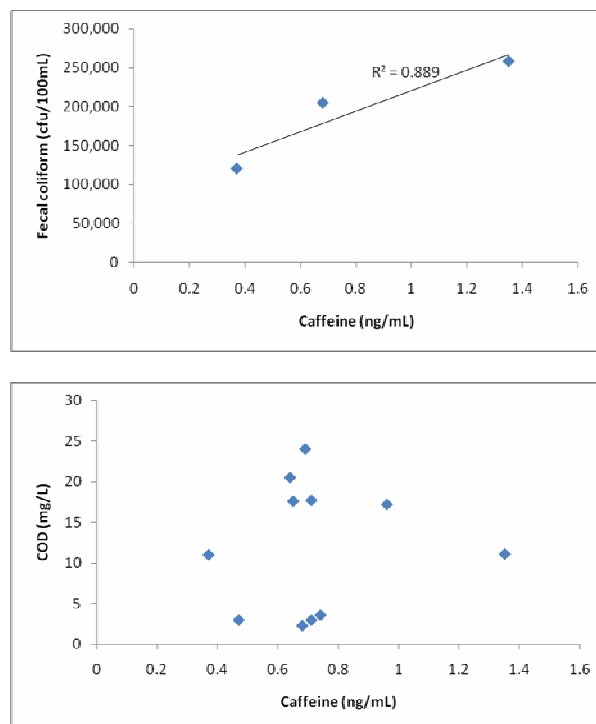 300,000
250,000
200,000
150,000
100,000
50,000
0
Fecal coliform (cfu/100mL)
R² = 0.889
0 0.2 0.4 0.6 0.8 1 1.2 1.4 1.6
Caffeine (ng/mL)
30
25
20
15
10
5
0
COD (mg/L)
0 0.2 0.4 0.6 0.8 1 1.2 1.4 1.6
Caffeine (ng/mL)